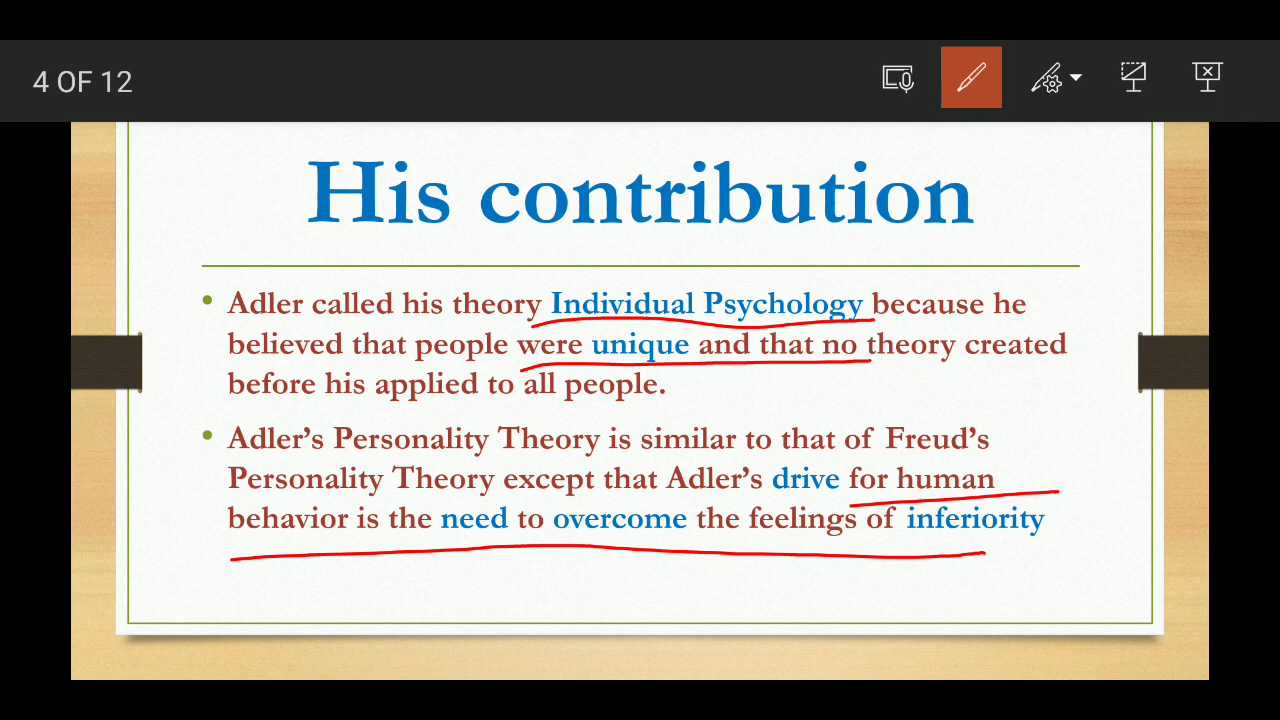 4 OF 12
His contribution
• Adler called his theory Individual Psychology because he
believed that people were unique and that no theory created
before his applied to all people.
• Adler’s Personality Theory is similar to that of Freud’s
Personality Theory except that Adler’s drive for human
behavior is the need to overcome the feelings of inferiority